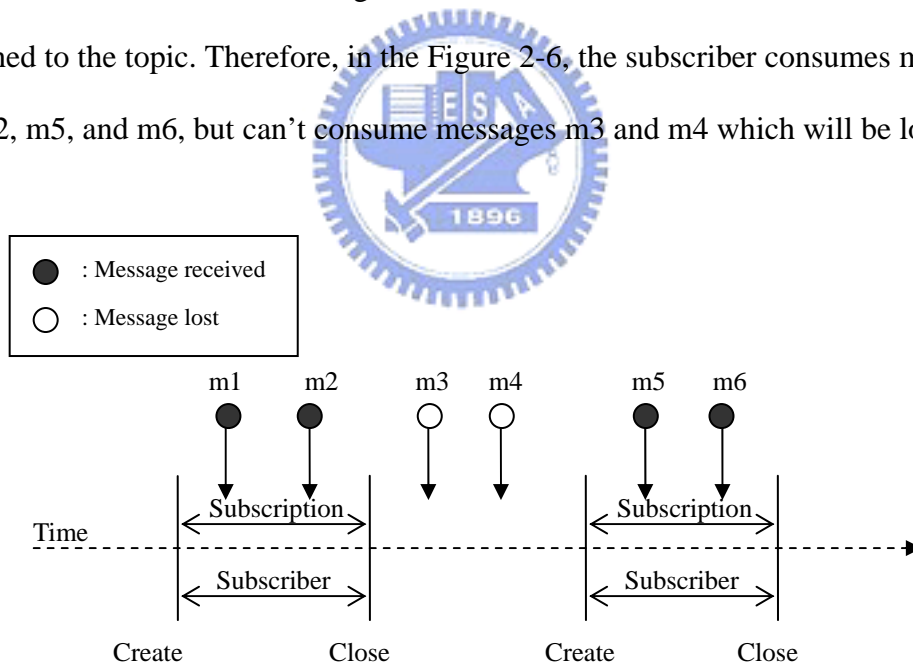 ned to the topic. Therefore, in the Figure 2-6, the subscriber consumes m
2, m5, and m6, but can't consume messages m3 and m4 which will be lo
E S A
1896
: Message received
: Message lost
m1 m2 m3 m4 m5 m6
Subscription Subscription
Time
Subscriber Subscriber
Create Close Create Close